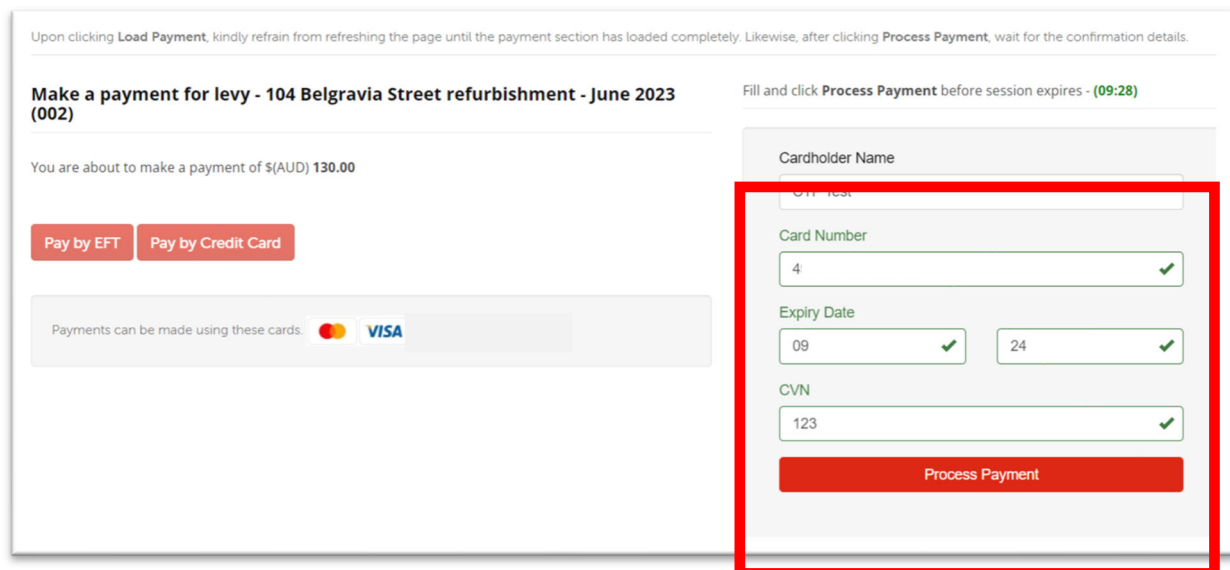 Upon clicking Load Payment, kindly refrain from refreshing the page until the payment section has loaded completely. Likewise, after clicking Process Payment, wait for the confirmation details.
Make a payment for levy - 104 Belgravia Street refurbishment - June 2023
(002)
You are about to make a payment of $(AUD) 130.00
Pay by EFT
Pay by Credit Card
Payments can be made using these cards.
VISA
Fill and click Process Payment before session expires - (09:28)
Cardholder Name
Test
Card Number
4
Expiry Date
09
24
CVN
123
Process Payment